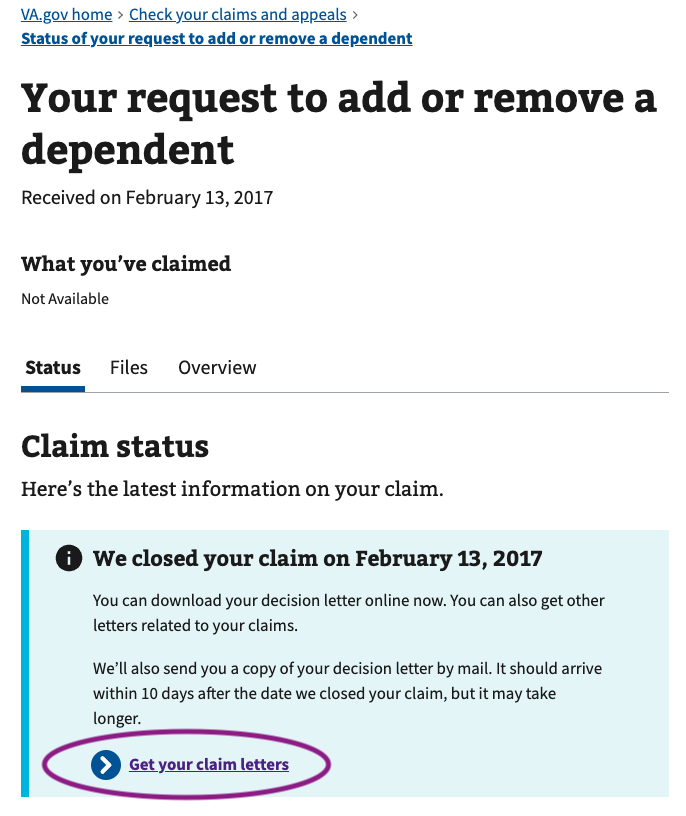 VA.gov home > Check your claims and appeals >
Status of your request to add or remove a dependent
Your request to add or remove a
dependent
Received on February 13, 2017
What you’ve claimed
Not Available
Status Files Overview
Claim status
Here’s the latest information on your claim.
We closed your claim on February 13, 2017
You can download your decision letter online now. You can also get other
letters related to your claims.
We’ll also send you a copy of your decision letter by mail. It should arrive
within 10 days after the date we closed your claim, but it may take
longer.
Get your claim letters